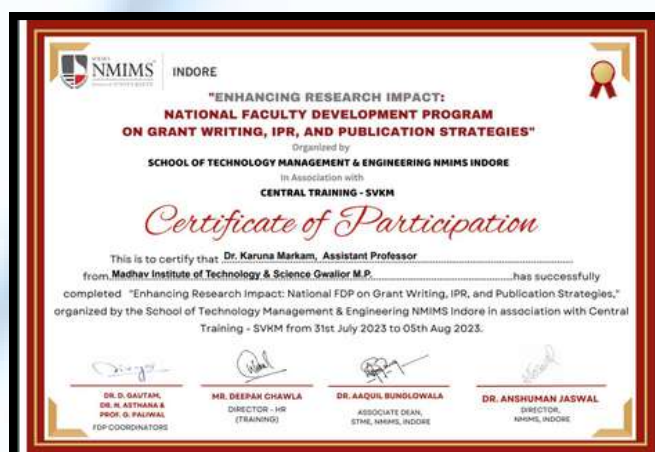 SVKM'S
NMIMS
INDORE
"ENHANCING RESEARCH IMPACT:
NATIONAL FACULTY DEVELOPMENT PROGRAM
ON GRANT WRITING, IPR, AND PUBLICATION STRATEGIES"
Organized by
SCHOOL OF TECHNOLOGY MANAGEMENT & ENGINEERING NMIMS INDORE
In Association with
CENTRAL TRAINING - SVKM
Certificate of Participation
This is to certify that Dr. Karuna Markam, Assistant Professor
from Madhav Institute of Technology & Science Gwalior M.P. has successfully
completed "Enhancing Research Impact: National FDP on Grant Writing, IPR, and Publication Strategies,"
organized by the School of Technology Management & Engineering NMIMS Indore in association with Central
Training - SVKM from 31st July 2023 to 05th Aug 2023.
DR. D. GAUTAM,
DR. N. ASTHANA &
PROF. G. PALIWAL
FDP COORDINATORS
MR. DEEPAK CHAWLA
DIRECTOR - HR
(TRAINING)
DR. AAQUIL BUNGLOWALA
ASSOCIATE DEAN,
STME, NMIMS, INDORE
DR. ANSHUMAN JASWAL
DIRECTOR,
NMIMS, INDORE